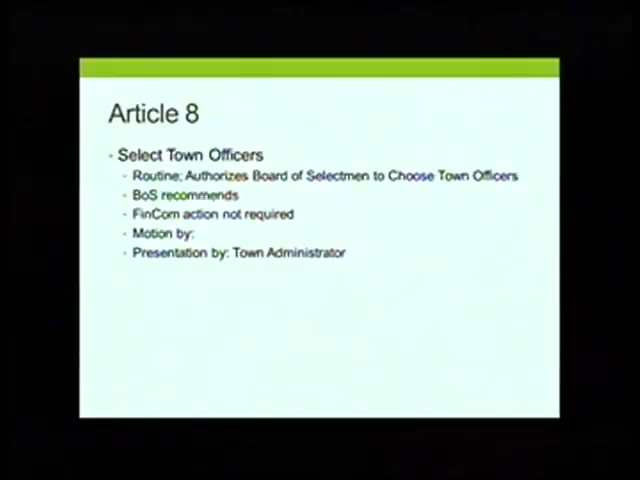 Article 8
Select Town Officers
Routine; Authorizes Board of Selectmen to Choose Town Officers
BoS recommends
FinCom action not required
Motion by:
Presentation by: Town Administrator